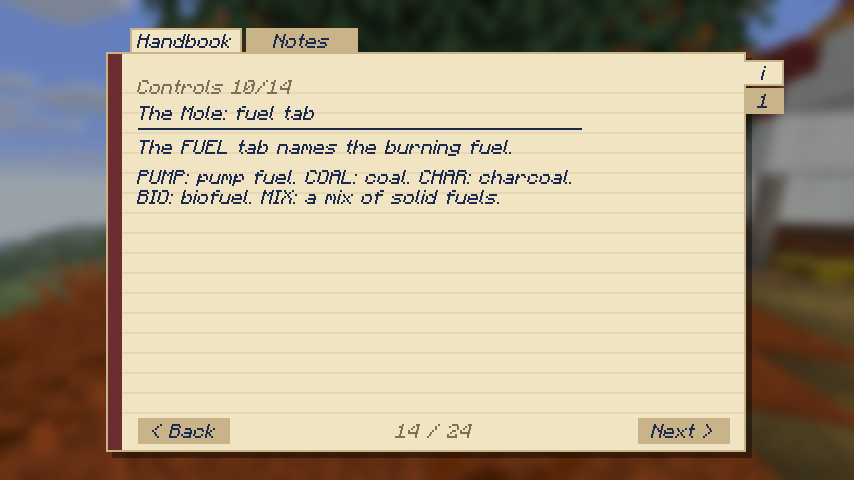 Handbook
Notes
i
1
Controls 10/14
The Mole: fuel tab
The FUEL tab names the burning fuel.
PUMP: pump fuel. COAL: coal. CHAR: charcoal.
BIO: biofuel. MIX: a mix of solid fuels.
< Back
14 / 24
Next >